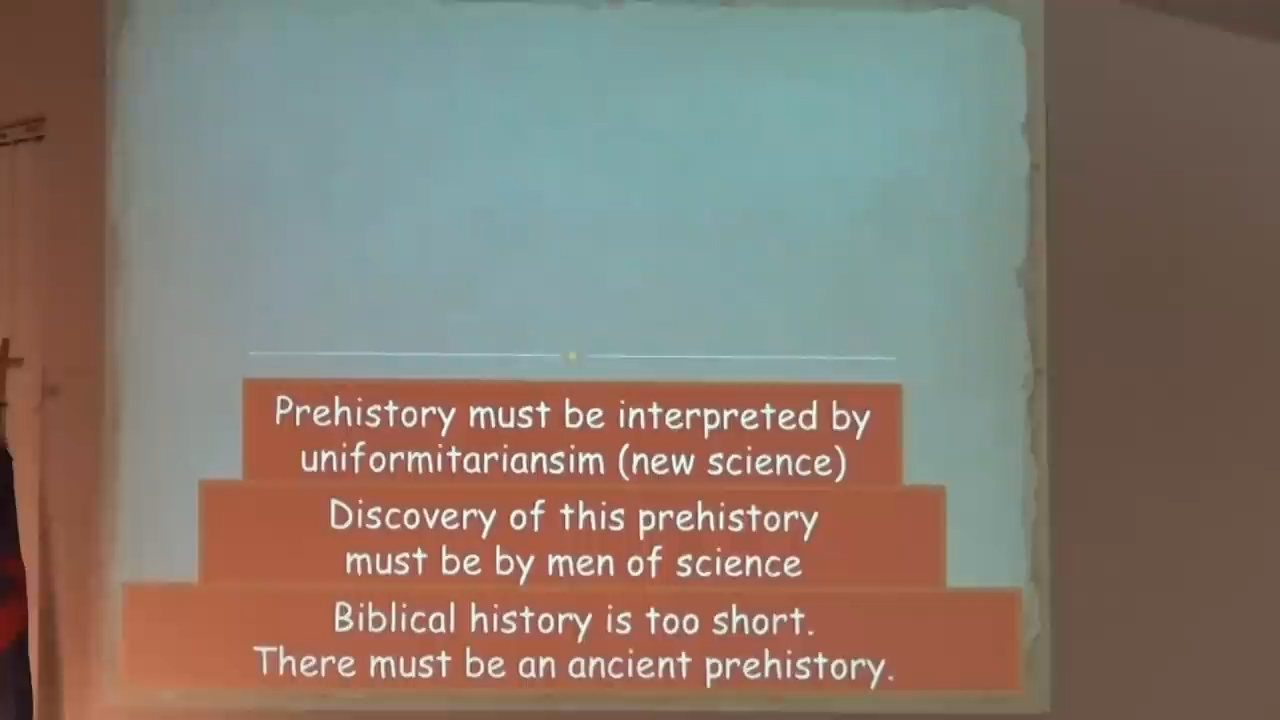 Prehistory must be interpreted by
uniformitariansim (new science)
Discovery of this prehistory
must be by men of science
Biblical history is too short.
There must be an ancient prehistory.